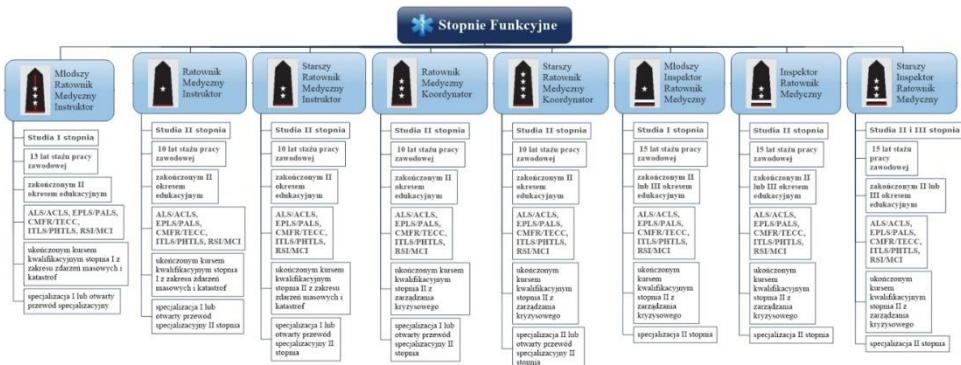 Stopnie Funkcyjne
Młodszy
Ratownik
Medyczny
Instruktor
Studia I stopnia
13 lat stażu pracy
zawodowej
zakończonym II
okresem edukacyjnym
ALS/ACLS, EPLS/PALS,
CMFR/TECC,
ITLS/PHTLS, RSI/MCI
ukończonym kursem
kwalifikacyjnym stopnia I z
zakresu zdarzeń masowych i
katastrof
specjalizacja I lub otwarty
przewód specjalizacyjny
Ratownik
Medyczny
Instruktor
Studia II stopnia
10 lat stażu pracy
zawodowej
zakończonym II
okresem
edukacyjnym
ALS/ACLS,
EPLS/PALS,
CMFR/TECC,
ITLS/PHTLS, RSI/MCI
ukończonym kursem
kwalifikacyjnym stopnia
I z zakresu zdarzeń
masowych i katastrof
specjalizacja I lub
otwarty przewód
specjalizacyjny II stopnia
Starszy
Ratownik
Medyczny
Instruktor
Studia II stopnia
10 lat stażu pracy
zawodowej
zakończonym II
okresem
edukacyjnym
ALS/ACLS,
EPLS/PALS,
CMFR/TECC,
ITLS/PHTLS,
RSI/MCI
ukończonym kursem
kwalifikacyjnym
stopnia II z zakresu
zdarzeń masowych i
katastrof
specjalizacja I lub
otwarty przewód
specjalizacyjny II
stopnia
Ratownik
Medyczny
Koordynator
Studia II stopnia
10 lat stażu pracy
zawodowej
zakończonym II
okresem
edukacyjnym
ALS/ACLS,
EPLS/PALS,
CMFR/TECC,
ITLS/PHTLS,
RSI/MCI
ukończonym kursem
kwalifikacyjnym
stopnia II z
zarządzania
kryzysowego
specjalizacja I lub
otwarty przewód
specjalizacyjny II
stopnia
Starszy
Ratownik
Medyczny
Koordynator
Studia II stopnia
10 lat stażu pracy
zawodowej
zakończonym II
okresem
edukacyjnym
ALS/ACLS,
EPLS/PALS,
CMFR/TECC,
ITLS/PHTLS,
RSI/MCI
ukończonym kursem
kwalifikacyjnym
stopnia II z
zarządzania
kryzysowego
specjalizacja II lub
otwarty przewód
specjalizacyjny II
stopnia
Młodszy
Inspektor
Ratownik
Medyczny
Studia I stopnia
15 lat stażu pracy
zawodowej
zakończonym II
lub III okresem
edukacyjnym
ALS/ACLS,
EPLS/PALS,
CMFR/TECC,
ITLS/PHTLS,
RSI/MCI
ukończonym
kursem
kwalifikacyjnym
stopnia II z
zarządzania
kryzysowego
specjalizacja II stopnia
Inspektor
Ratownik
Medyczny
Studia II stopnia
15 lat stażu pracy
zawodowej
zakończonym II
lub III okresem
edukacyjnym
ALS/ACLS,
EPLS/PALS,
CMFR/TECC,
ITLS/PHTLS,
RSI/MCI
ukończonym
kursem
kwalifikacyjnym
stopnia II z
zarządzania
kryzysowego
specjalizacja II stopnia
Starszy
Inspektor
Ratownik
Medyczny
Studia II i III stopnia
15 lat stażu
pracy
zawodowej
zakończonym II lub
III okresem
edukacyjnym
ALS/ACLS,
EPLS/PALS,
CMFR/TECC,
ITLS/PHTLS,
RSI/MCI
ukończonym
kursem
kwalifikacyjnym
stopnia II z
zarządzania
kryzysowego
specjalizacja II stopnia